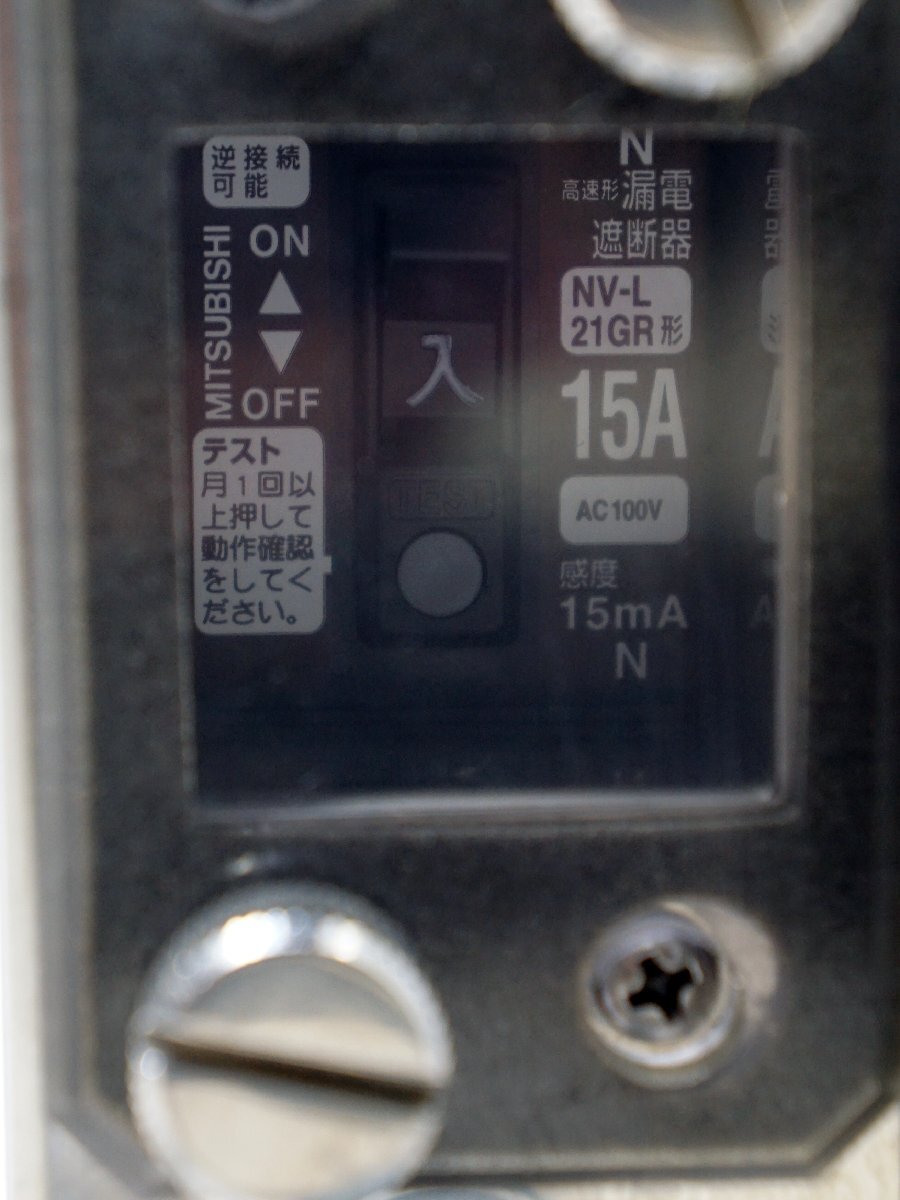 逆接続
可能
MITSUBISHI
ON
OFF
テスト
月1回以
上押して
動作確認
をしてく
ださい。
入
TEST
N
高速形漏電
遮断器
NV-L
21GR形
15A
AC100V
感度
15mA
N